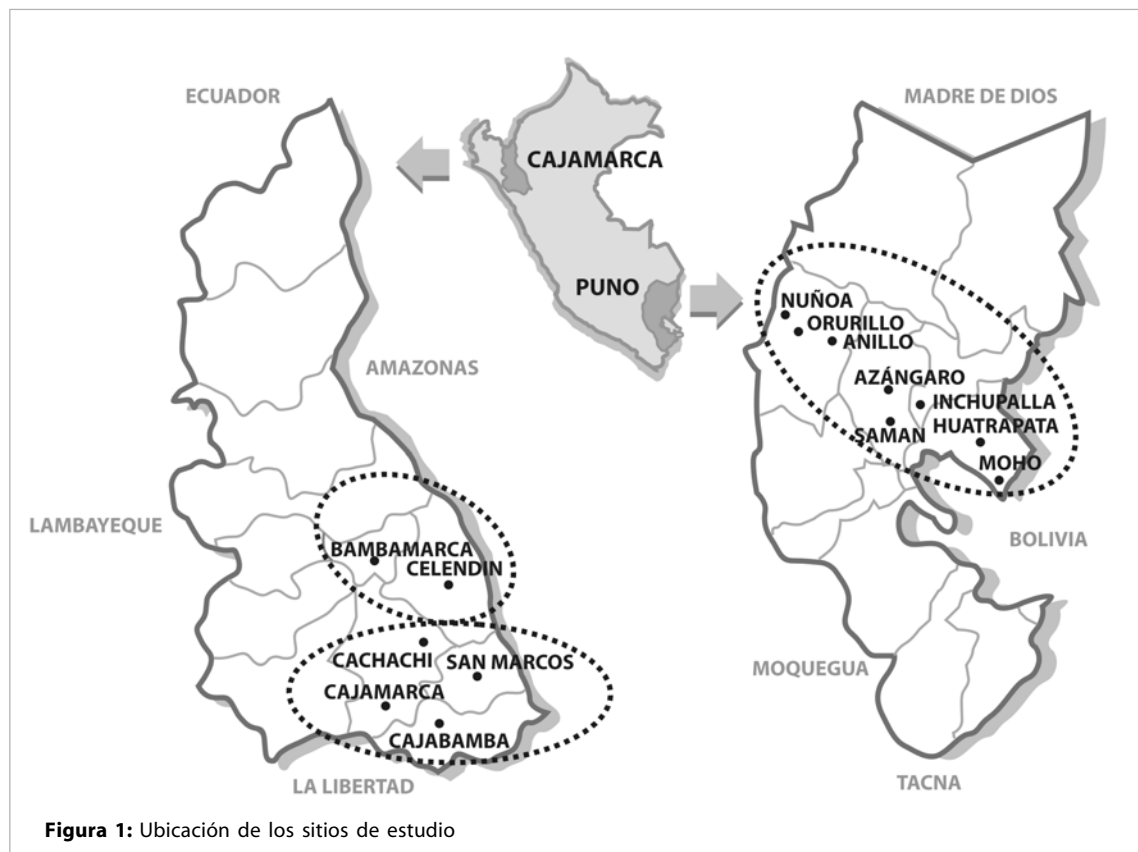 ECUADOR
CAJAMARCA
PUNO
MADRE DE DIOS
AMAZONAS
LAMBAYEQUE
BAMBAMARCA
CELENDIN
CACHACHI
SAN MARCOS
CAJAMARCA
CAJABAMBA
LA LIBERTAD
NUÑOA
ORURILLO
ANILLO
AZÁNGARO
INCHUPALLA
HUATRAPATA
SAMAN
MOHO
BOLIVIA
MOQUEGUA
TACNA
Figura 1: Ubicación de los sitios de estudio